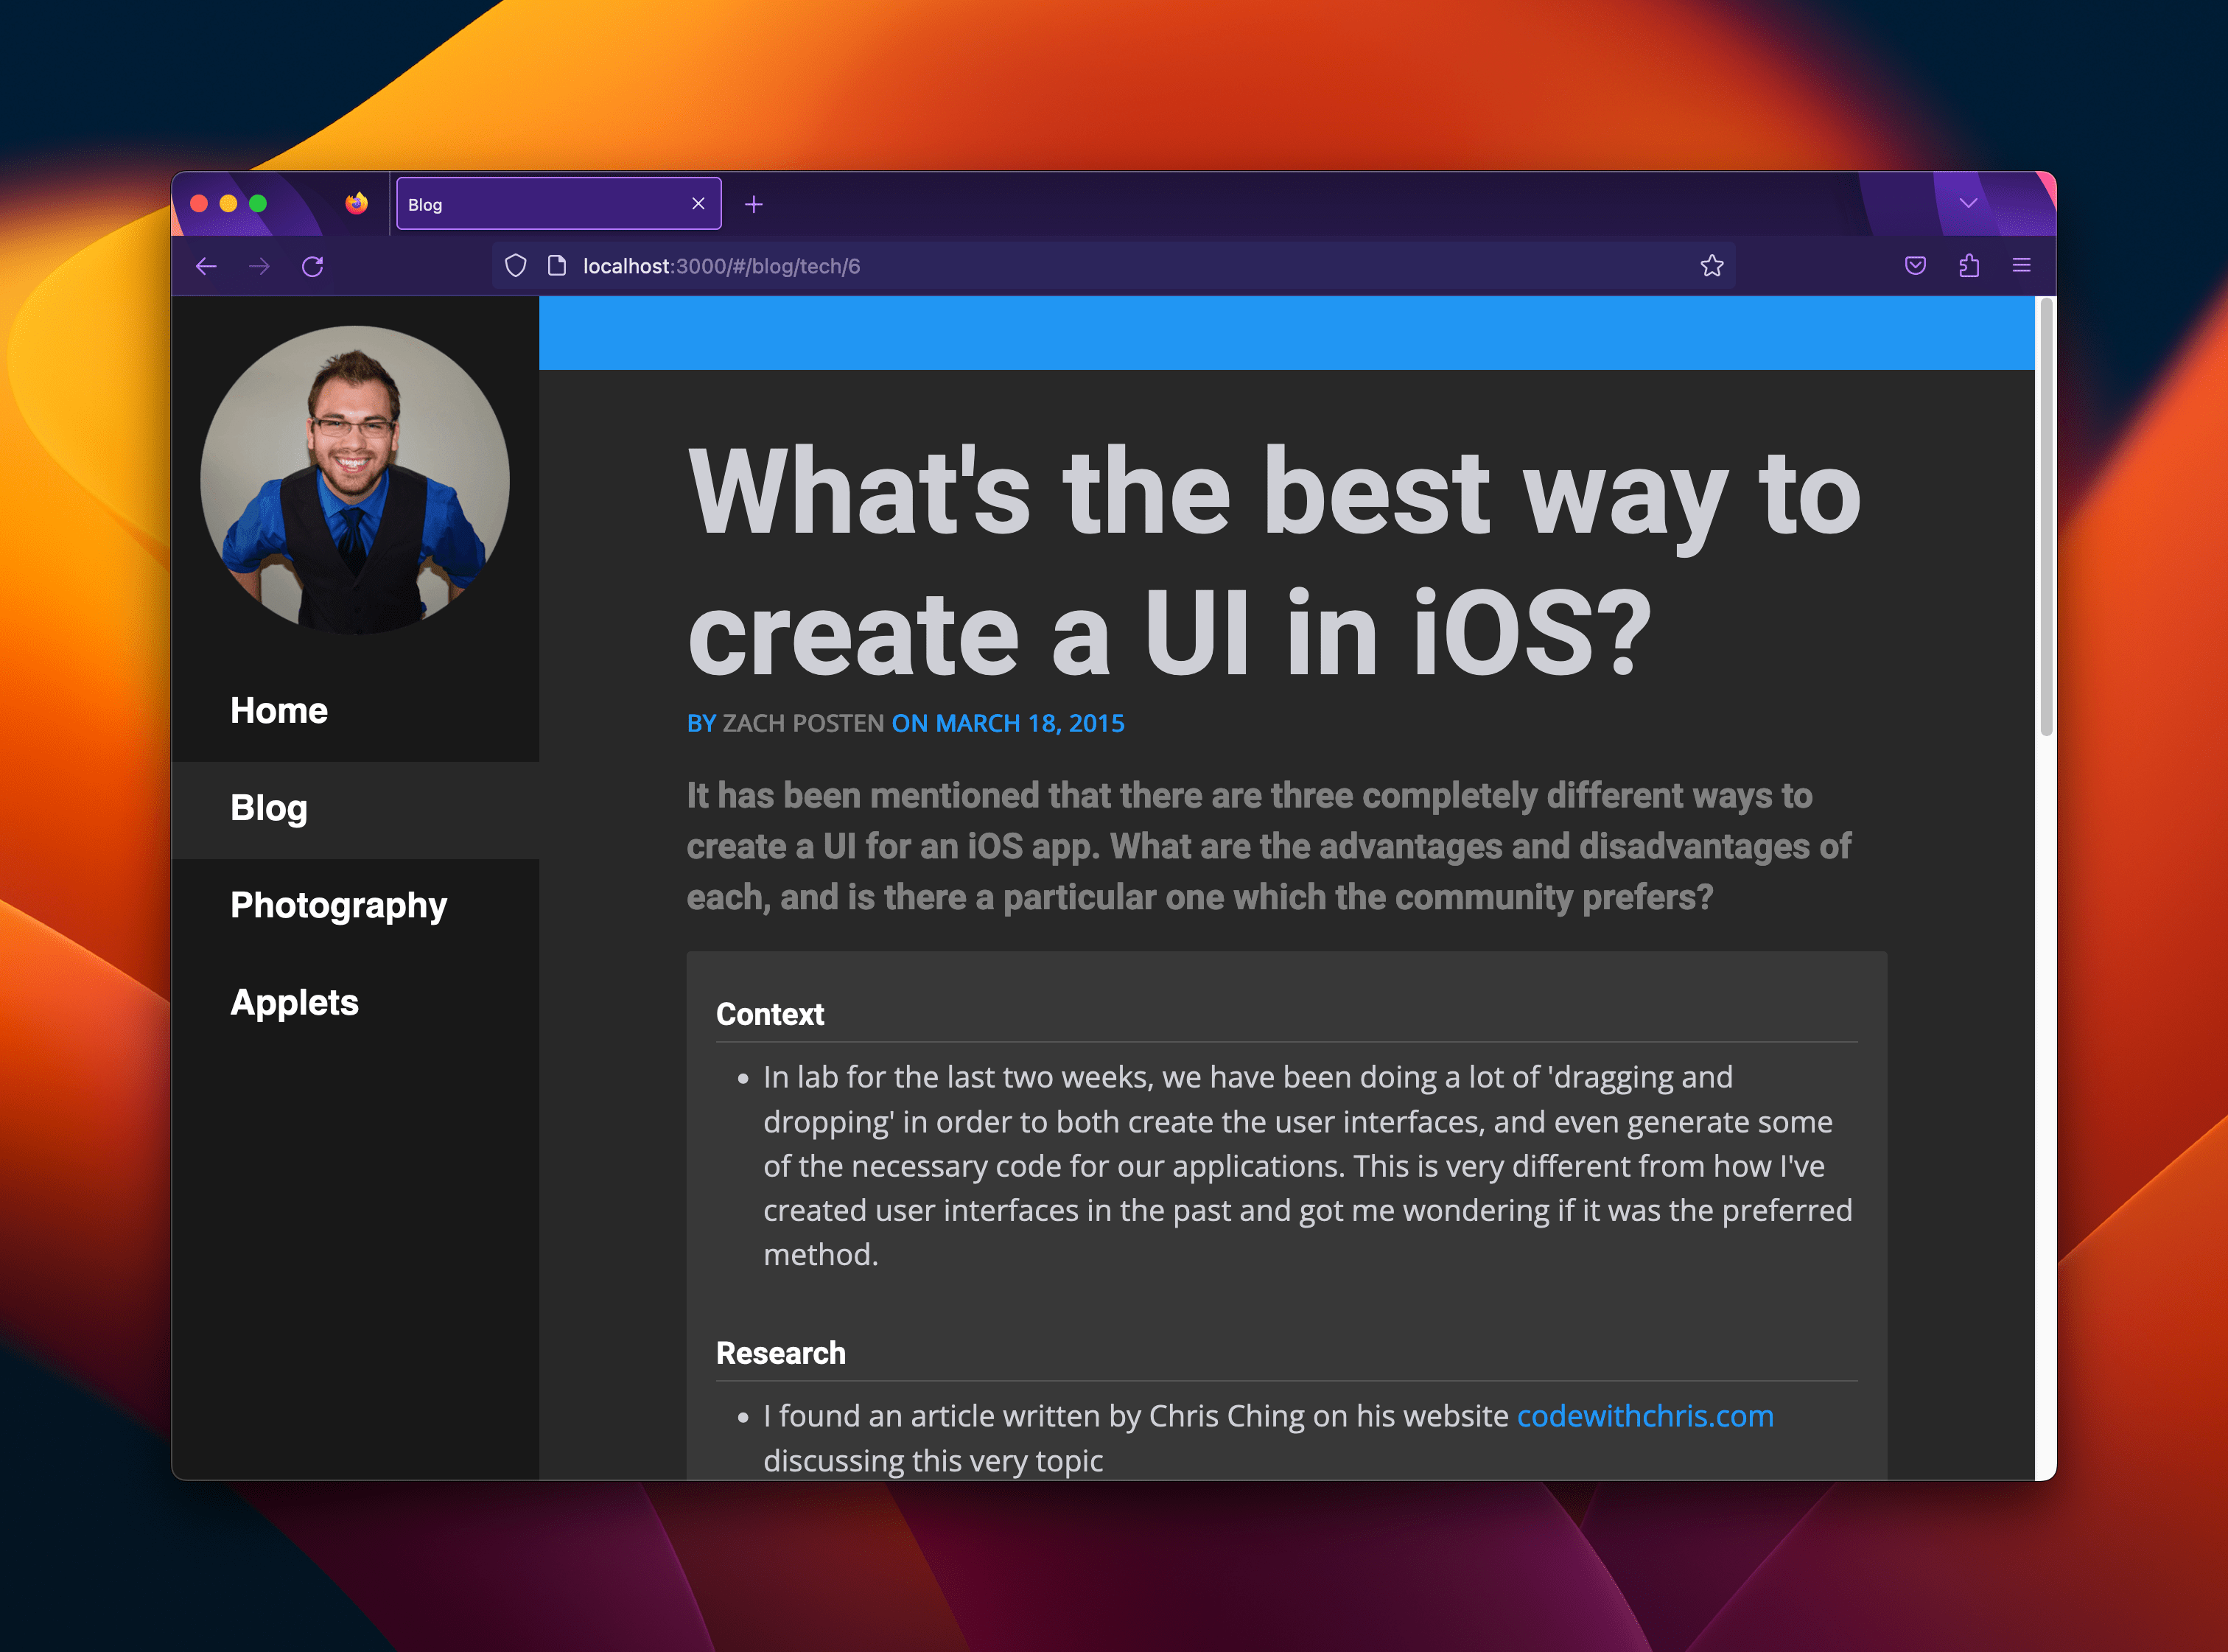 Blog
localhost:3000/#/blog/tech/6
Home
Blog
Photography
Applets
What's the best way to
create a UI in iOS?
BY ZACH POSTEN ON MARCH 18, 2015
It has been mentioned that there are three completely different ways to
create a UI for an iOS app. What are the advantages and disadvantages of
each, and is there a particular one which the community prefers?
Context
• In lab for the last two weeks, we have been doing a lot of 'dragging and
dropping' in order to both create the user interfaces, and even generate some
of the necessary code for our applications. This is very different from how I've
created user interfaces in the past and got me wondering if it was the preferred
method.
Research
• I found an article written by Chris Ching on his website codewithchris.com
discussing this very topic